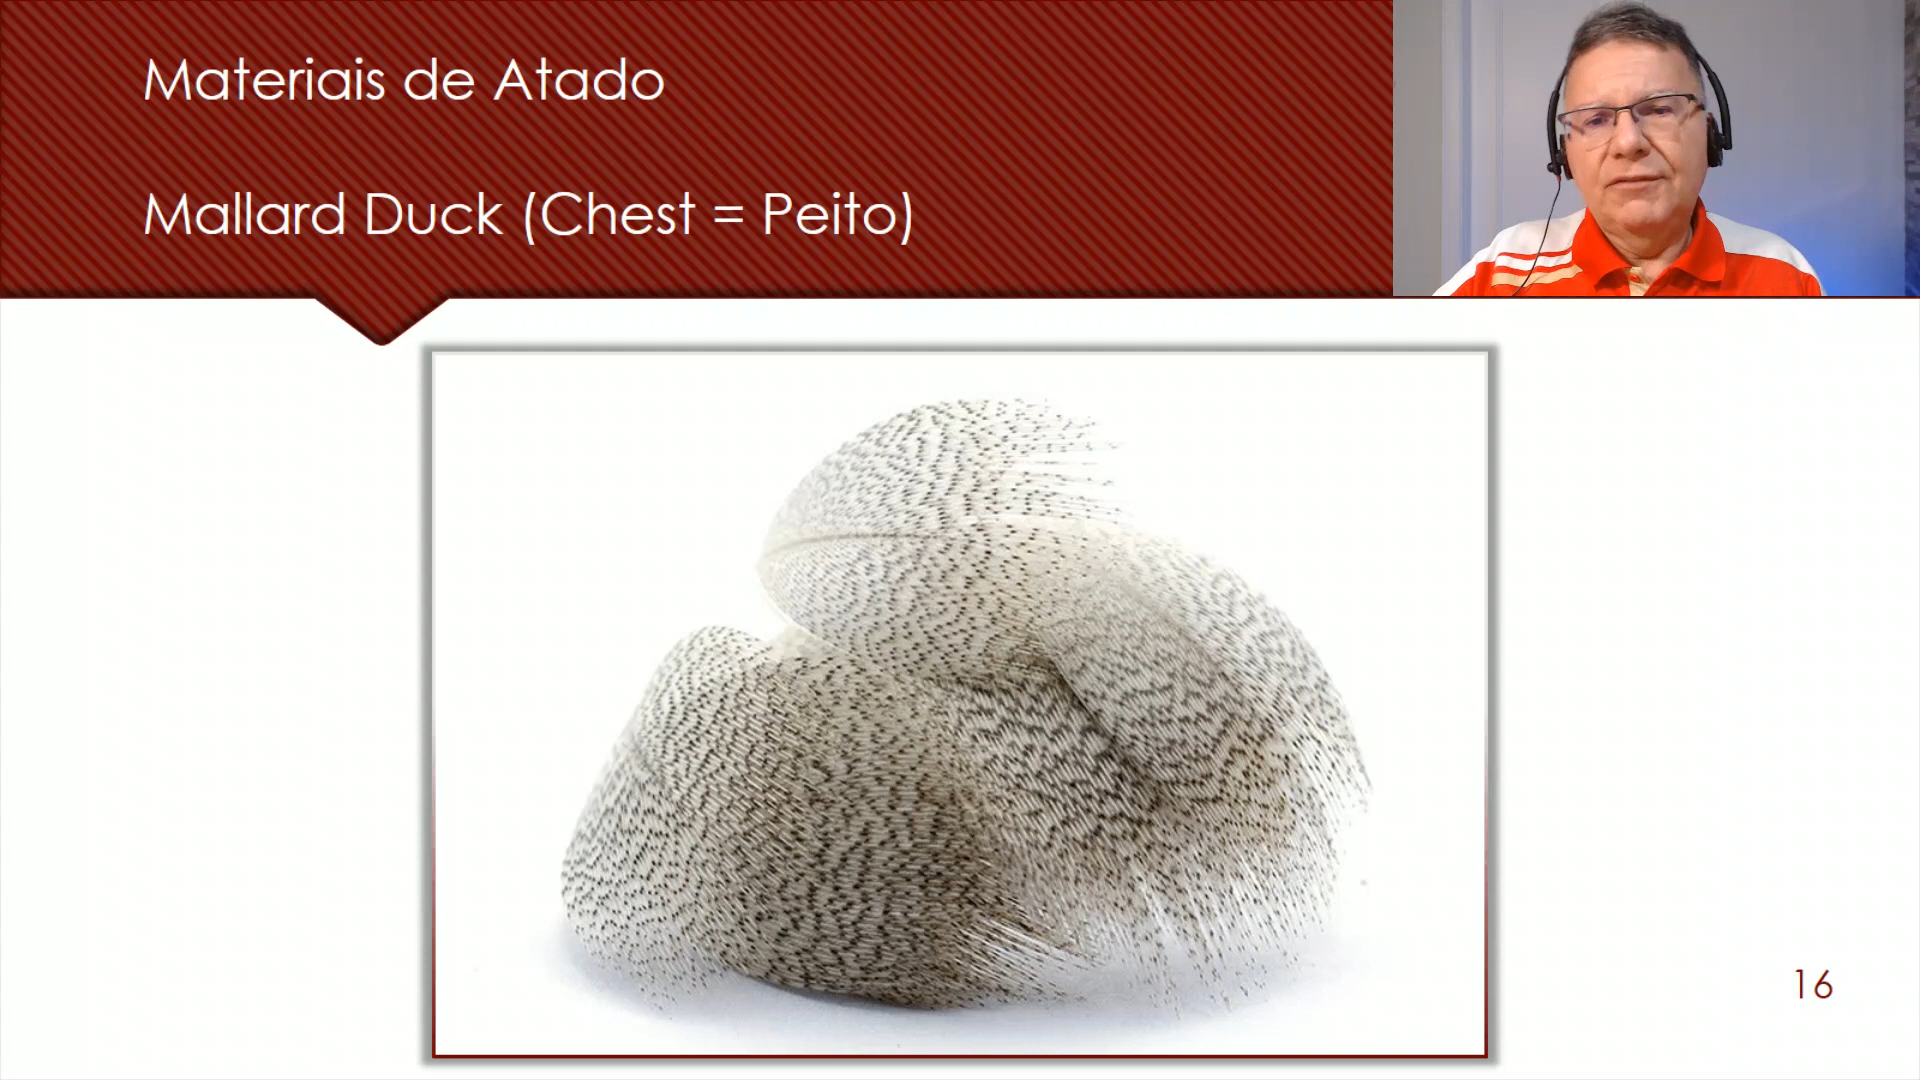 Materiais de Atado
Mallard Duck (Chest = Peito)
16